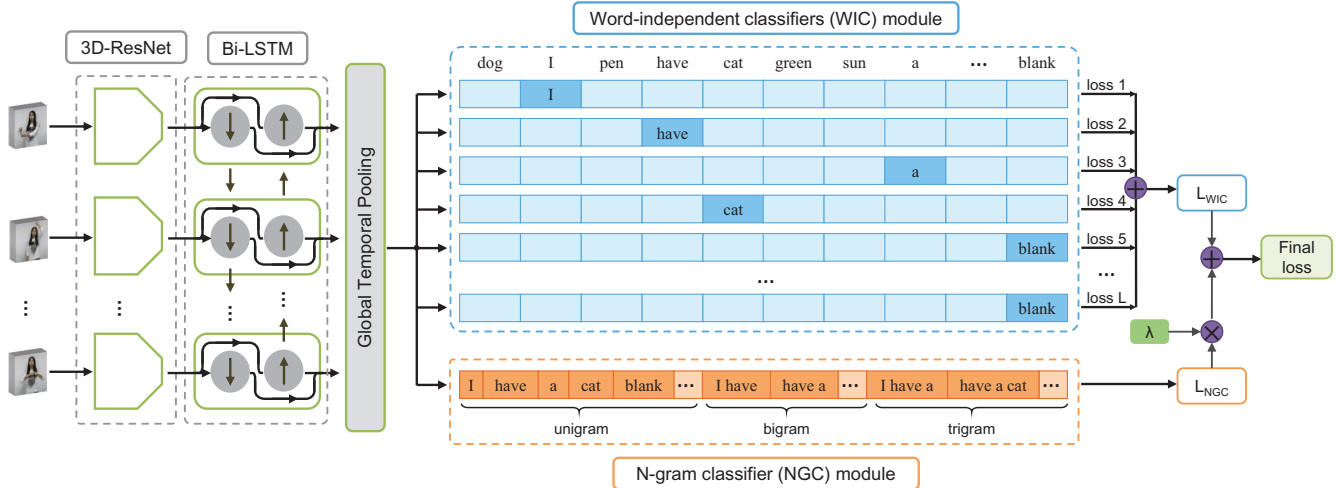 Word-independent classifiers (WIC) module
3D-ResNet
Bi-LSTM
Global Temporal Pooling
dog I pen have cat green sun a ... blank
I
loss 1
have
loss 2
a
loss 3
cat
loss 4
blank
loss 5
...
...
blank
loss L
...
...
...
...
L_WIC
Final
loss
λ
L_NGC
I have a cat blank ... I have have a ... I have a have a cat ...
unigram bigram trigram
N-gram classifier (NGC) module